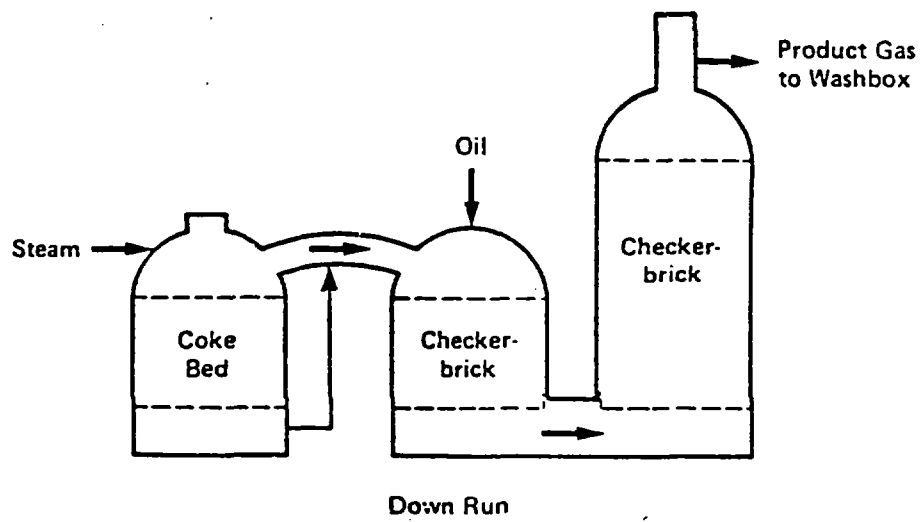 Product Gas
to Washbox
Oil
Steam
Checker-
brick
Coke
Bed
Checker-
brick
Down Run